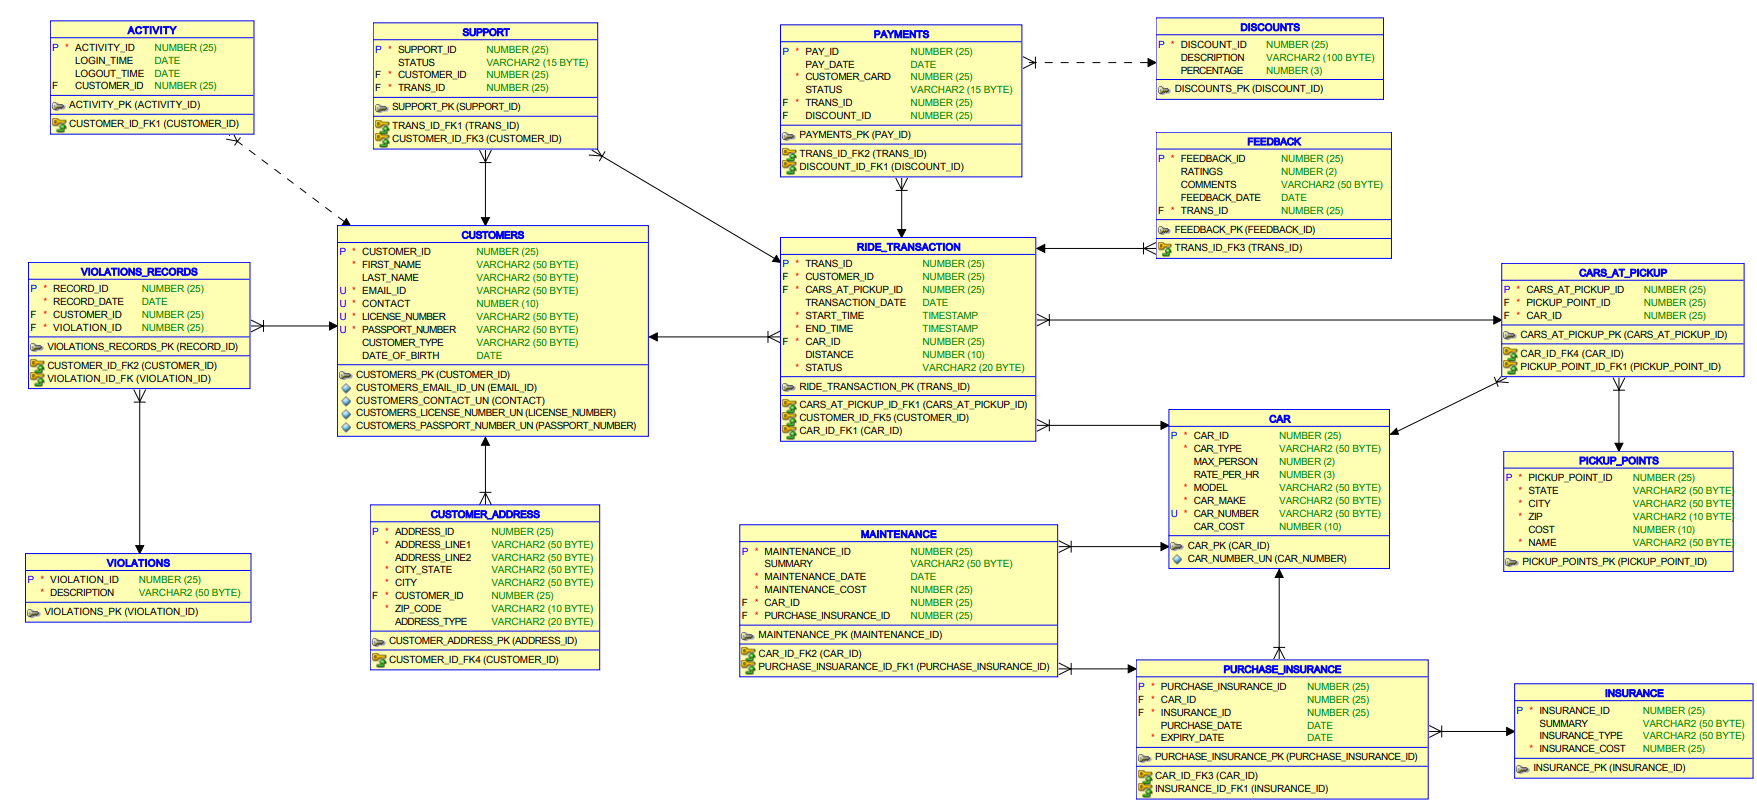 ACTIVITY
P * ACTIVITY_ID NUMBER (25)
LOGIN_TIME DATE
LOGOUT_TIME DATE
F CUSTOMER_ID NUMBER (25)
ACTIVITY_PK (ACTIVITY_ID)
CUSTOMER_ID_FK1 (CUSTOMER_ID)
SUPPORT
P * SUPPORT_ID NUMBER (25)
STATUS VARCHAR2 (15 BYTE)
F * CUSTOMER_ID NUMBER (25)
F * TRANS_ID NUMBER (25)
SUPPORT_PK (SUPPORT_ID)
TRANS_ID_FK1 (TRANS_ID)
CUSTOMER_ID_FK3 (CUSTOMER_ID)
PAYMENTS
P * PAY_ID NUMBER (25)
PAY_DATE DATE
* CUSTOMER_CARD NUMBER (25)
STATUS VARCHAR2 (15 BYTE)
F * TRANS_ID NUMBER (25)
F DISCOUNT_ID NUMBER (25)
PAYMENTS_PK (PAY_ID)
TRANS_ID_FK2 (TRANS_ID)
DISCOUNT_ID_FK1 (DISCOUNT_ID)
DISCOUNTS
P * DISCOUNT_ID NUMBER (25)
DESCRIPTION VARCHAR2 (100 BYTE)
PERCENTAGE NUMBER (3)
DISCOUNTS_PK (DISCOUNT_ID)
FEEDBACK
P * FEEDBACK_ID NUMBER (25)
RATINGS NUMBER (2)
COMMENTS VARCHAR2 (50 BYTE)
FEEDBACK_DATE DATE
F * TRANS_ID NUMBER (25)
FEEDBACK_PK (FEEDBACK_ID)
TRANS_ID_FK3 (TRANS_ID)
VIOLATIONS_RECORDS
P * RECORD_ID NUMBER (25)
* RECORD_DATE DATE
F * CUSTOMER_ID NUMBER (25)
F * VIOLATION_ID NUMBER (25)
VIOLATIONS_RECORDS_PK (RECORD_ID)
CUSTOMER_ID_FK2 (CUSTOMER_ID)
VIOLATION_ID_FK (VIOLATION_ID)
CUSTOMERS
P * CUSTOMER_ID NUMBER (25)
* FIRST_NAME VARCHAR2 (50 BYTE)
LAST_NAME VARCHAR2 (50 BYTE)
U * EMAIL_ID VARCHAR2 (50 BYTE)
U * CONTACT NUMBER (10)
U * LICENSE_NUMBER VARCHAR2 (50 BYTE)
U * PASSPORT_NUMBER VARCHAR2 (50 BYTE)
CUSTOMER_TYPE VARCHAR2 (50 BYTE)
DATE_OF_BIRTH DATE
CUSTOMERS_PK (CUSTOMER_ID)
CUSTOMERS_EMAIL_ID_UN (EMAIL_ID)
CUSTOMERS_CONTACT_UN (CONTACT)
CUSTOMERS_LICENSE_NUMBER_UN (LICENSE_NUMBER)
CUSTOMERS_PASSPORT_NUMBER_UN (PASSPORT_NUMBER)
RIDE_TRANSACTION
P * TRANS_ID NUMBER (25)
F * CUSTOMER_ID NUMBER (25)
F * CARS_AT_PICKUP_ID NUMBER (25)
TRANSACTION_DATE DATE
* START_TIME TIMESTAMP
* END_TIME TIMESTAMP
F * CAR_ID NUMBER (25)
DISTANCE NUMBER (10)
* STATUS VARCHAR2 (20 BYTE)
RIDE_TRANSACTION_PK (TRANS_ID)
CARS_AT_PICKUP_ID_FK1 (CARS_AT_PICKUP_ID)
CUSTOMER_ID_FK5 (CUSTOMER_ID)
CAR_ID_FK1 (CAR_ID)
CARS_AT_PICKUP
P * CARS_AT_PICKUP_ID NUMBER (25)
F * PICKUP_POINT_ID NUMBER (25)
F * CAR_ID NUMBER (25)
CARS_AT_PICKUP_PK (CARS_AT_PICKUP_ID)
CAR_ID_FK4 (CAR_ID)
PICKUP_POINT_ID_FK1 (PICKUP_POINT_ID)
CAR
P * CAR_ID NUMBER (25)
* CAR_TYPE VARCHAR2 (50 BYTE)
MAX_PERSON NUMBER (2)
RATE_PER_HR NUMBER (3)
* MODEL VARCHAR2 (50 BYTE)
* CAR_MAKE VARCHAR2 (50 BYTE)
U * CAR_NUMBER VARCHAR2 (50 BYTE)
CAR_COST NUMBER (10)
CAR_PK (CAR_ID)
CAR_NUMBER_UN (CAR_NUMBER)
PICKUP_POINTS
P * PICKUP_POINT_ID NUMBER (25)
* STATE VARCHAR2 (50 BYTE)
* CITY VARCHAR2 (50 BYTE)
* ZIP VARCHAR2 (10 BYTE)
COST NUMBER (10)
* NAME VARCHAR2 (50 BYTE)
PICKUP_POINTS_PK (PICKUP_POINT_ID)
VIOLATIONS
P * VIOLATION_ID NUMBER (25)
* DESCRIPTION VARCHAR2 (50 BYTE)
VIOLATIONS_PK (VIOLATION_ID)
CUSTOMER_ADDRESS
P * ADDRESS_ID NUMBER (25)
* ADDRESS_LINE1 VARCHAR2 (50 BYTE)
ADDRESS_LINE2 VARCHAR2 (50 BYTE)
* CITY_STATE VARCHAR2 (50 BYTE)
* CITY VARCHAR2 (50 BYTE)
F * CUSTOMER_ID NUMBER (25)
* ZIP_CODE VARCHAR2 (10 BYTE)
ADDRESS_TYPE VARCHAR2 (20 BYTE)
CUSTOMER_ADDRESS_PK (ADDRESS_ID)
CUSTOMER_ID_FK4 (CUSTOMER_ID)
MAINTENANCE
P * MAINTENANCE_ID NUMBER (25)
SUMMARY VARCHAR2 (50 BYTE)
* MAINTENANCE_DATE DATE
* MAINTENANCE_COST NUMBER (25)
F * CAR_ID NUMBER (25)
F * PURCHASE_INSURANCE_ID NUMBER (25)
MAINTENANCE_PK (MAINTENANCE_ID)
CAR_ID_FK2 (CAR_ID)
PURCHASE_INSUARANCE_ID_FK1 (PURCHASE_INSURANCE_ID)
PURCHASE_INSURANCE
P * PURCHASE_INSURANCE_ID NUMBER (25)
F * CAR_ID NUMBER (25)
F * INSURANCE_ID NUMBER (25)
PURCHASE_DATE DATE
* EXPIRY_DATE DATE
PURCHASE_INSURANCE_PK (PURCHASE_INSURANCE_ID)
CAR_ID_FK3 (CAR_ID)
INSURANCE_ID_FK1 (INSURANCE_ID)
INSURANCE
P * INSURANCE_ID NUMBER (25)
SUMMARY VARCHAR2 (50 BYTE)
INSURANCE_TYPE VARCHAR2 (50 BYTE)
* INSURANCE_COST NUMBER (25)
INSURANCE_PK (INSURANCE_ID)